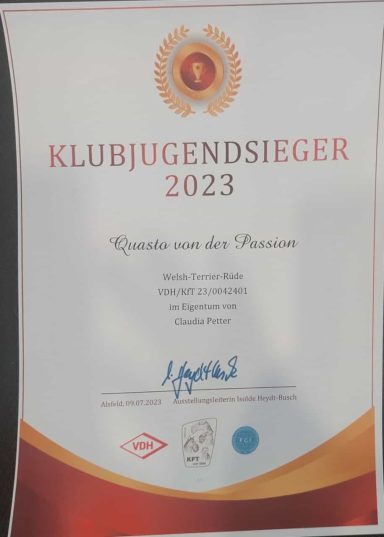 KLUBJUGENDSIEGER
2023
Quasto von der Passion
Welsh-Terrier-Rüde
VDH/KfT 23/0042401
im Eigentum von
Claudia Petter
Alsfeld, 09.07.2023 Ausstellungsleiterin Isolde Heydt-Busch
VDH
KFT
FCI